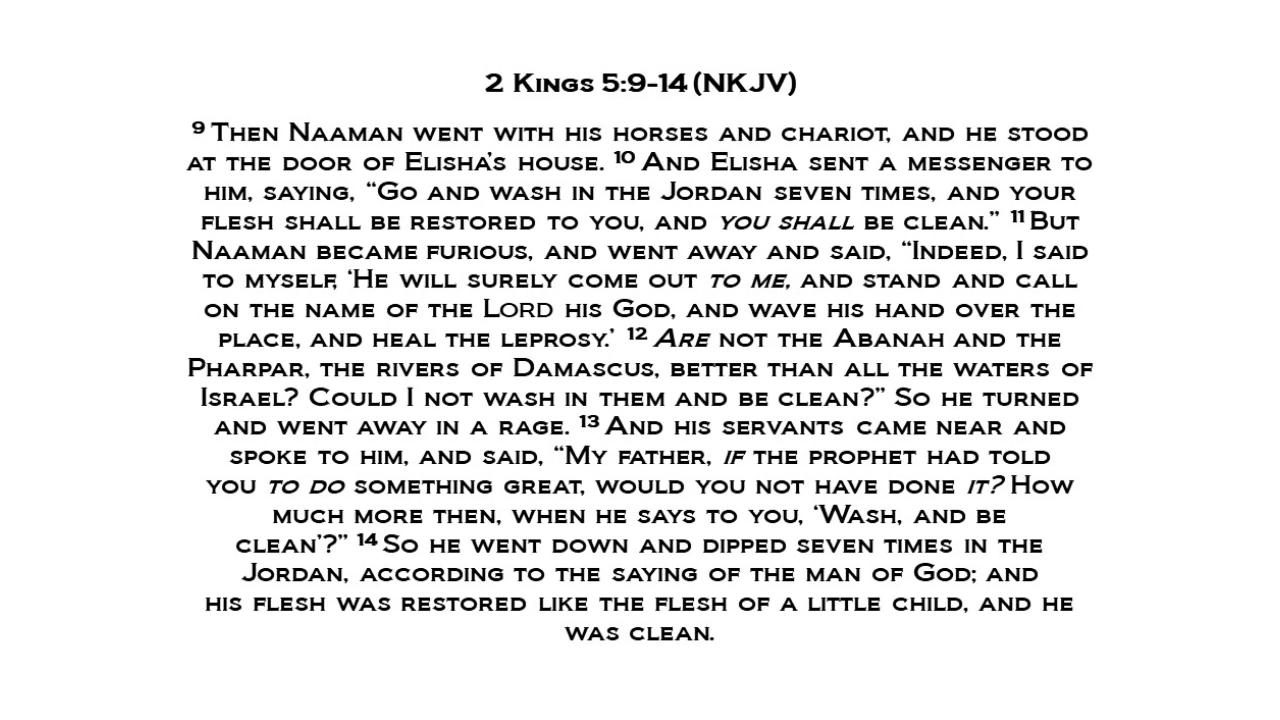 2 Kings 5:9-14 (NKJV)
9 Then Naaman went with his horses and chariot, and he stood
at the door of Elisha's house. 10 And Elisha sent a messenger to
him, saying, “Go and wash in the Jordan seven times, and your
flesh shall be restored to you, and you shall be clean.” 11 But
Naaman became furious, and went away and said, “Indeed, I said
to myself, ‘He will surely come out to me, and stand and call
on the name of the LORD his God, and wave his hand over the
place, and heal the leprosy.’ 12 Are not the Abanah and the
Pharpar, the rivers of Damascus, better than all the waters of
Israel? Could I not wash in them and be clean?” So he turned
and went away in a rage. 13 And his servants came near and
spoke to him, and said, “My father, if the prophet had told
you to do something great, would you not have done it? How
much more then, when he says to you, ‘Wash, and be
clean’?” 14 So he went down and dipped seven times in the
Jordan, according to the saying of the man of God; and
his flesh was restored like the flesh of a little child, and he
was clean.